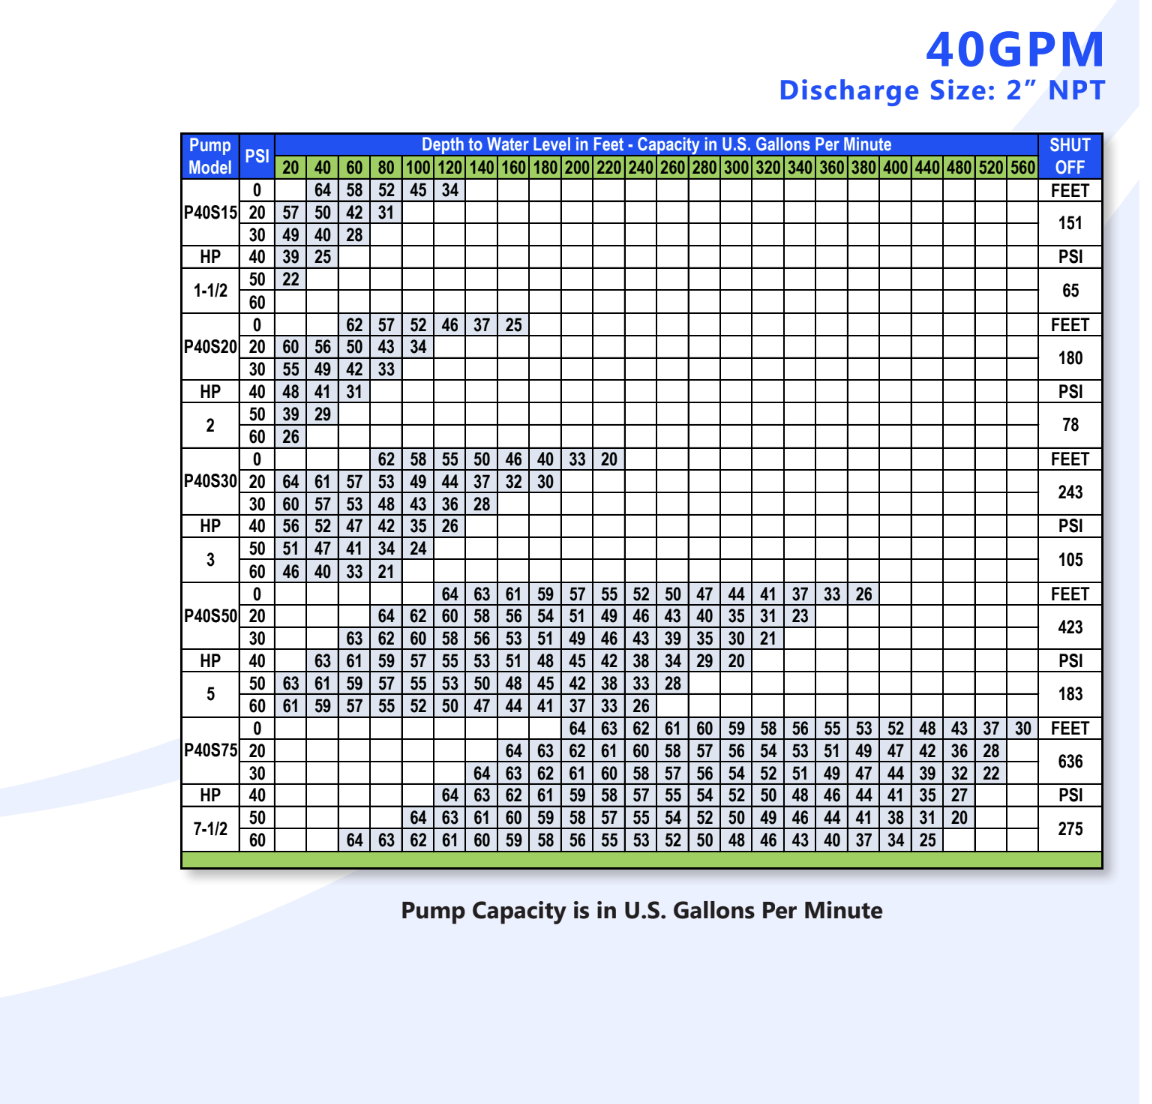 40GPM
Discharge Size: 2” NPT
Pump Model PSI Depth to Water Level in Feet - Capacity in U.S. Gallons Per Minute SHUT OFF
20 40 60 80 100 120 140 160 180 200 220 240 260 280 300 320 340 360 380 400 440 480 520 560
0 64 58 52 45 34 FEET
P40S15 20 57 50 42 31 151
30 49 40 28
HP 40 39 25 PSI
1-1/2 50 22 65
60
0 62 57 52 46 37 25 FEET
P40S20 20 60 56 50 43 34 180
30 55 49 42 33
HP 40 48 41 31 PSI
2 50 39 29 78
60 26
0 62 58 55 50 46 40 33 20 FEET
P40S30 20 64 61 57 53 49 44 37 32 30 243
30 60 57 53 48 43 36 28
HP 40 56 52 47 42 35 26 PSI
3 50 51 47 41 34 24 105
60 46 40 33 21
0 64 63 61 59 57 55 52 50 47 44 41 37 33 26 FEET
P40S50 20 64 62 60 58 56 54 51 49 46 43 40 35 31 23 423
30 63 62 60 58 56 53 51 49 46 43 39 35 30 21
HP 40 63 61 59 57 55 53 51 48 45 42 38 34 29 20 PSI
5 50 63 61 59 57 55 53 50 48 45 42 38 33 28 183
60 61 59 57 55 52 50 47 44 41 37 33 26
0 64 63 62 61 60 59 58 56 55 53 52 48 43 37 30 FEET
P40S75 20 64 63 62 61 60 58 57 56 54 53 51 49 47 42 36 28 636
30 64 63 62 61 60 58 57 56 54 52 51 49 47 44 39 32 22
HP 40 64 63 62 61 59 58 57 55 54 52 50 48 46 44 41 35 27 PSI
7-1/2 50 64 63 61 60 59 58 57 55 54 52 50 49 46 44 41 38 31 20 275
60 64 63 62 61 60 59 58 56 55 53 52 50 48 46 43 40 37 34 25
Pump Capacity is in U.S. Gallons Per Minute